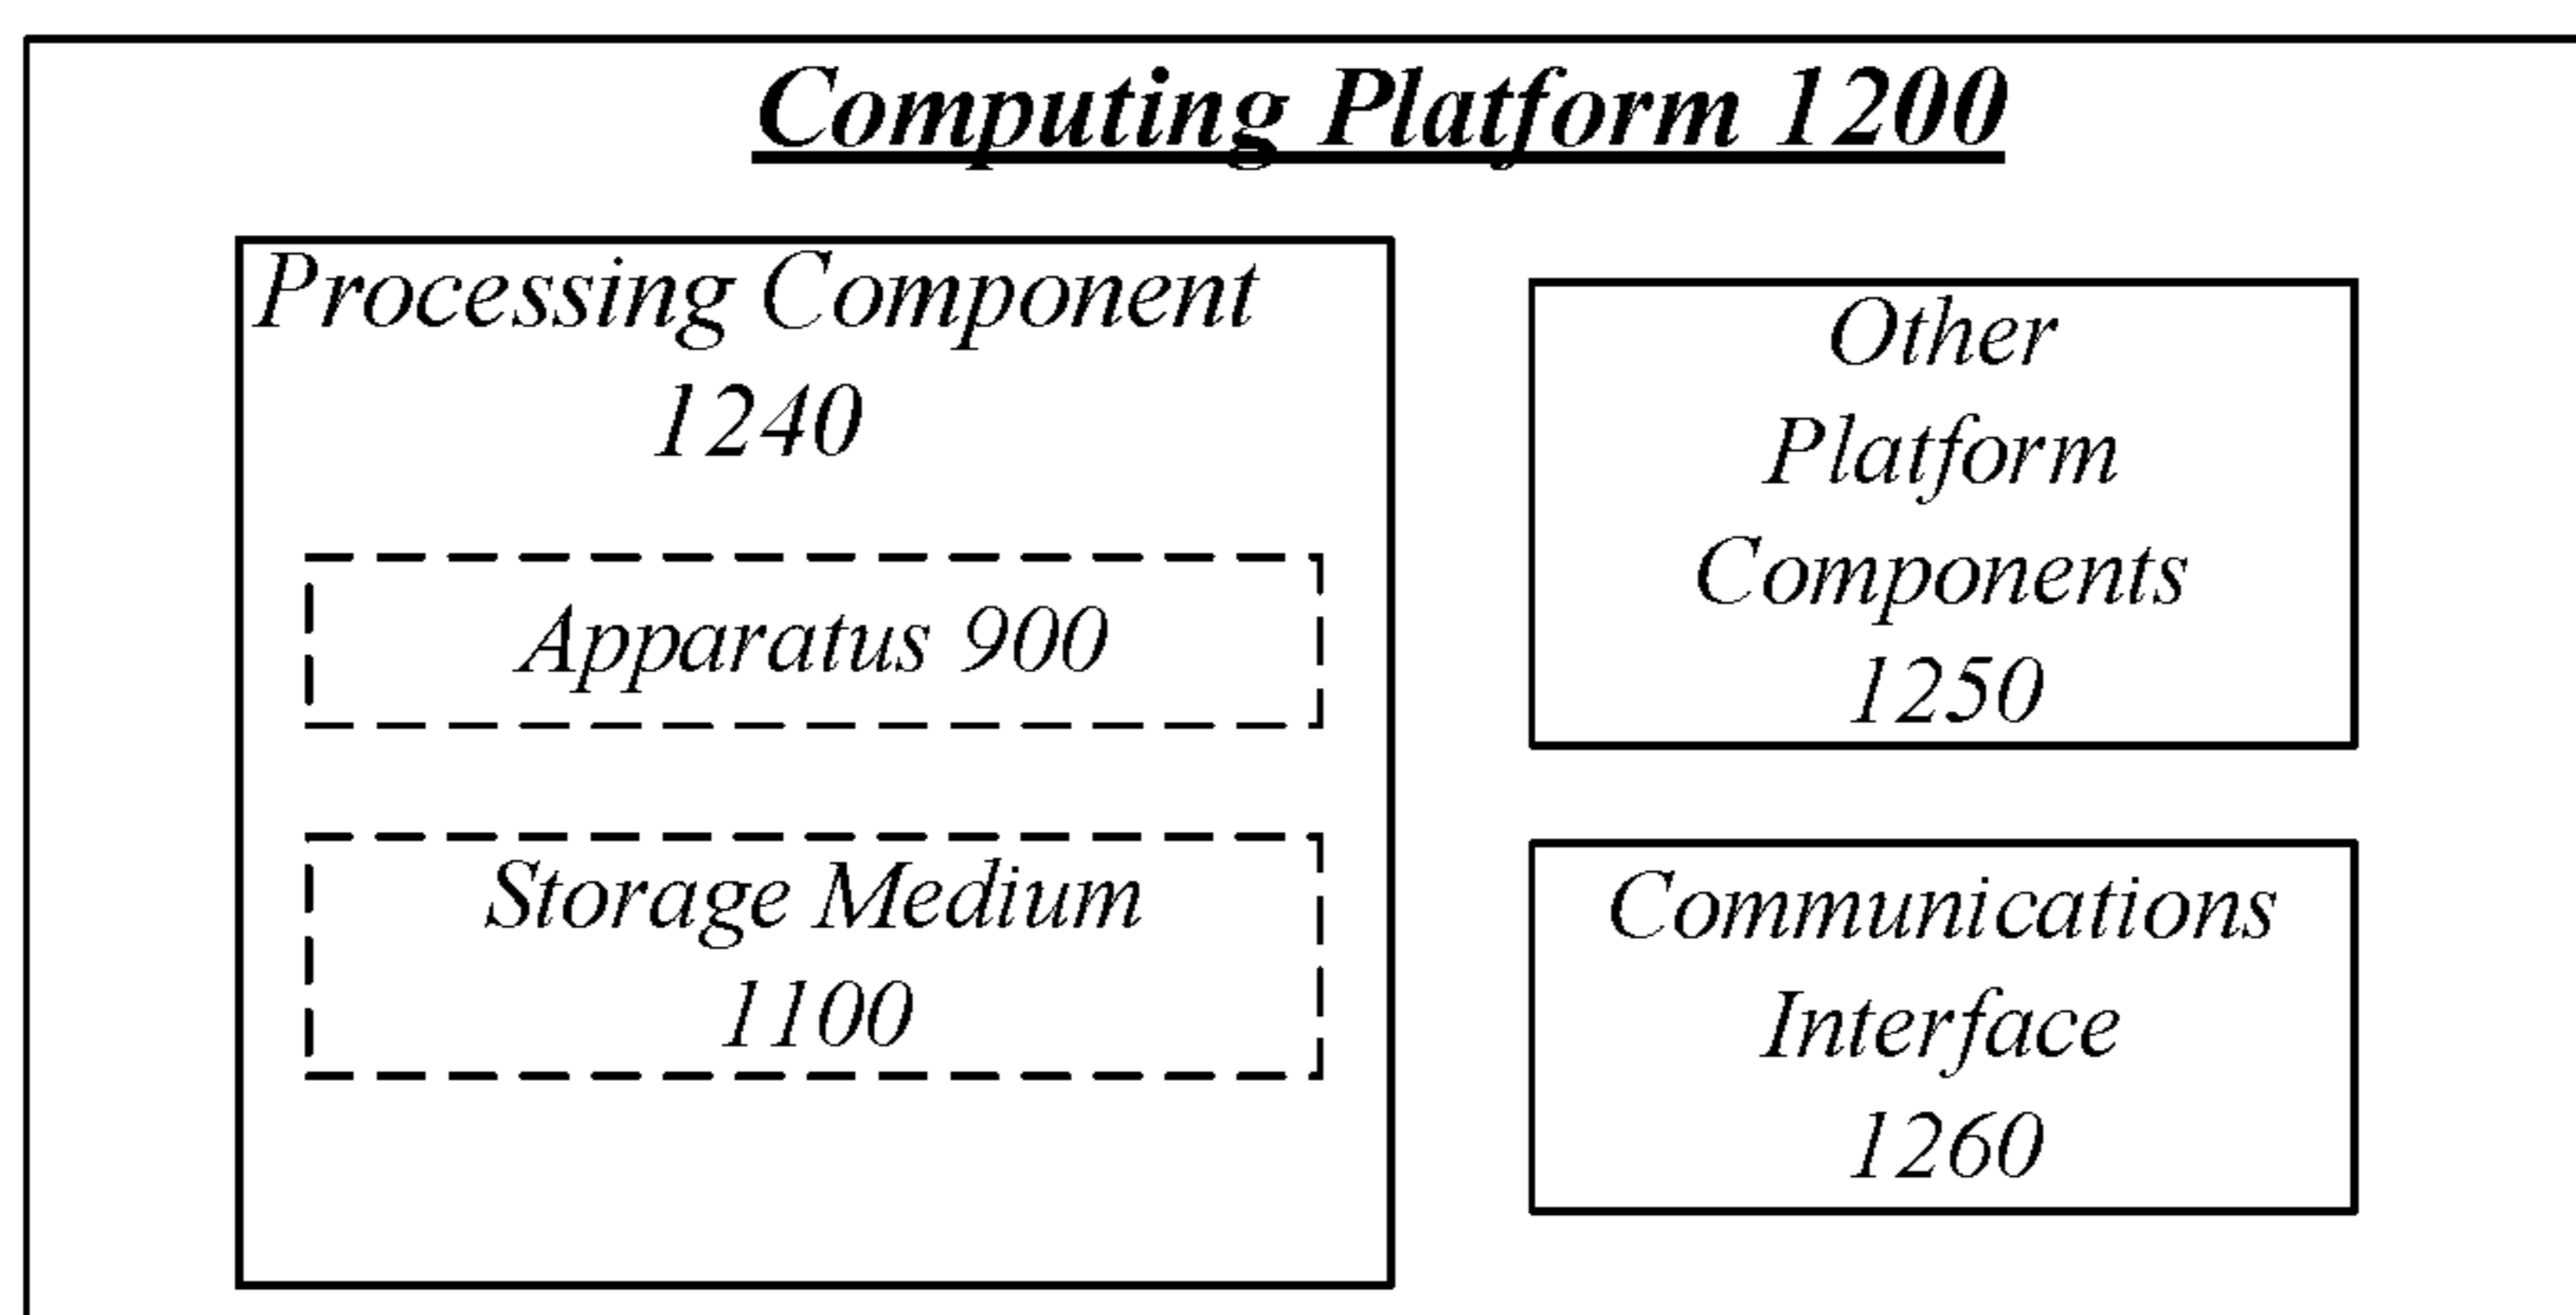 Computing Platform 1200
Processing Component
1240
Apparatus 900
Storage Medium
1100
Other
Platform
Components
1250
Communications
Interface
1260